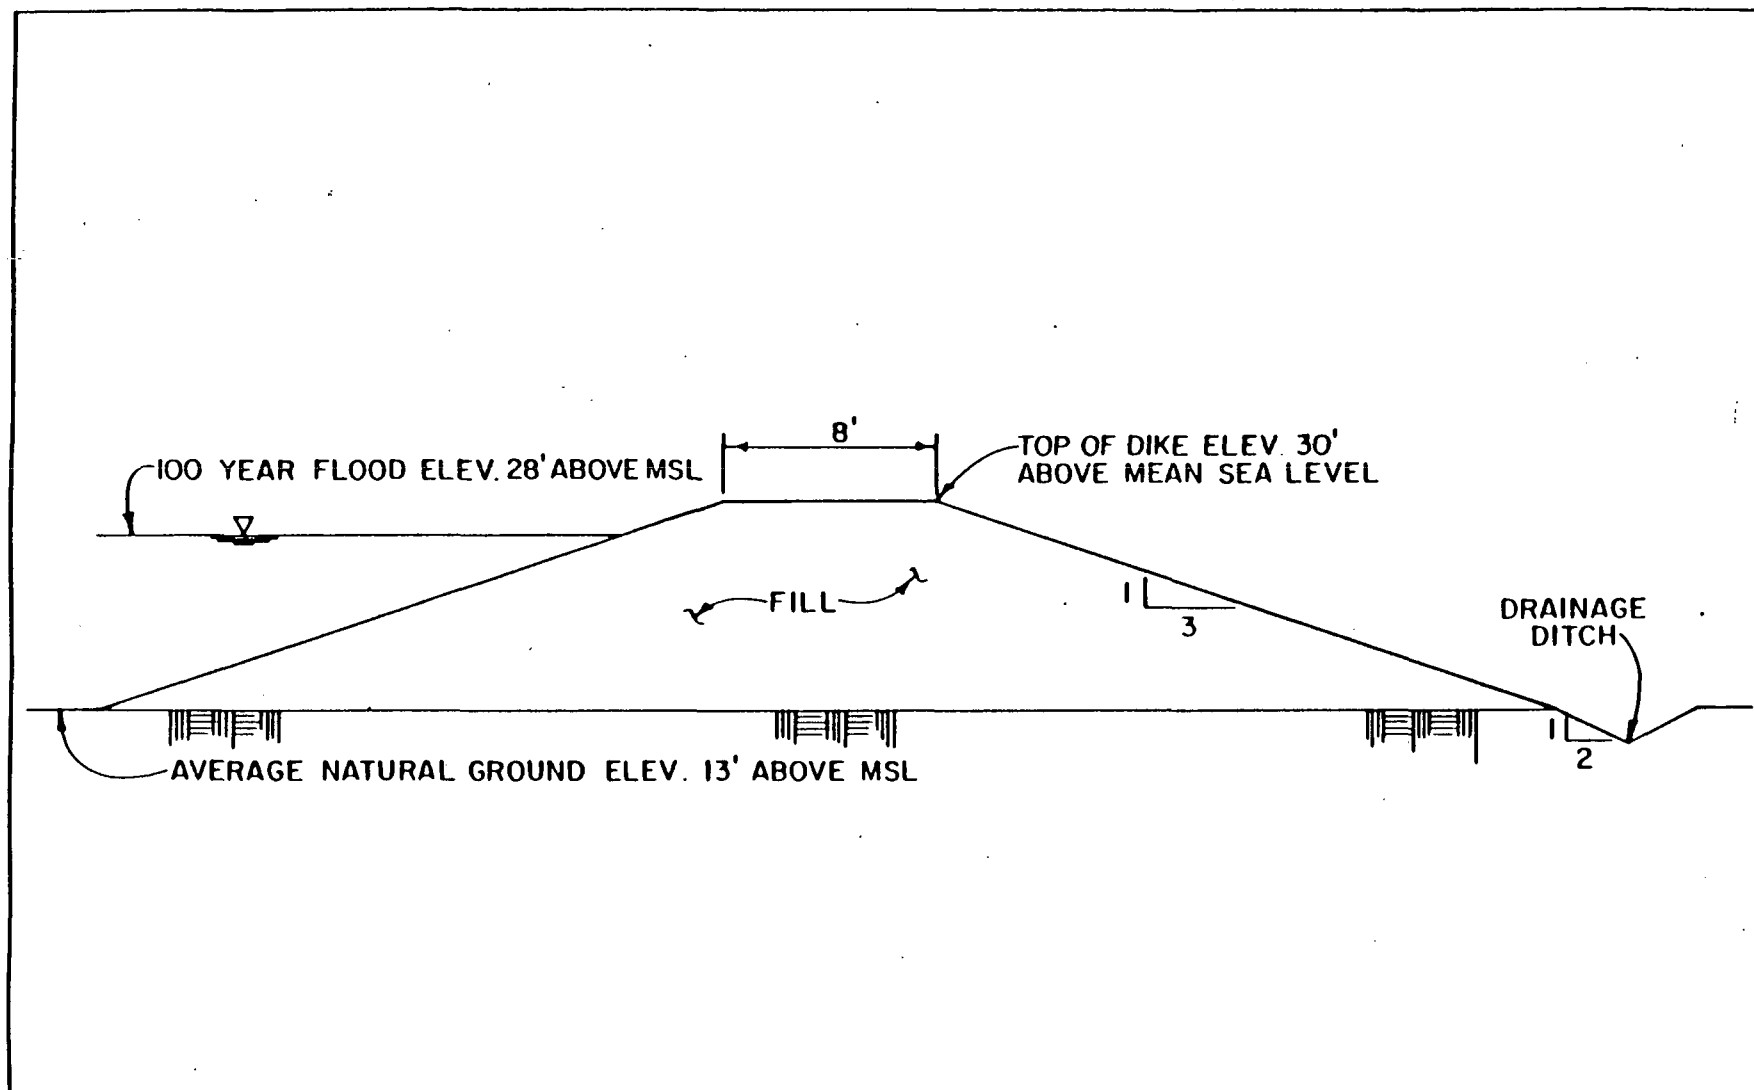 8'
100 YEAR FLOOD ELEV. 28' ABOVE MSL
TOP OF DIKE ELEV. 30'
ABOVE MEAN SEA LEVEL
FILL
1
3
DRAINAGE
DITCH
1
2
AVERAGE NATURAL GROUND ELEV. 13' ABOVE MSL